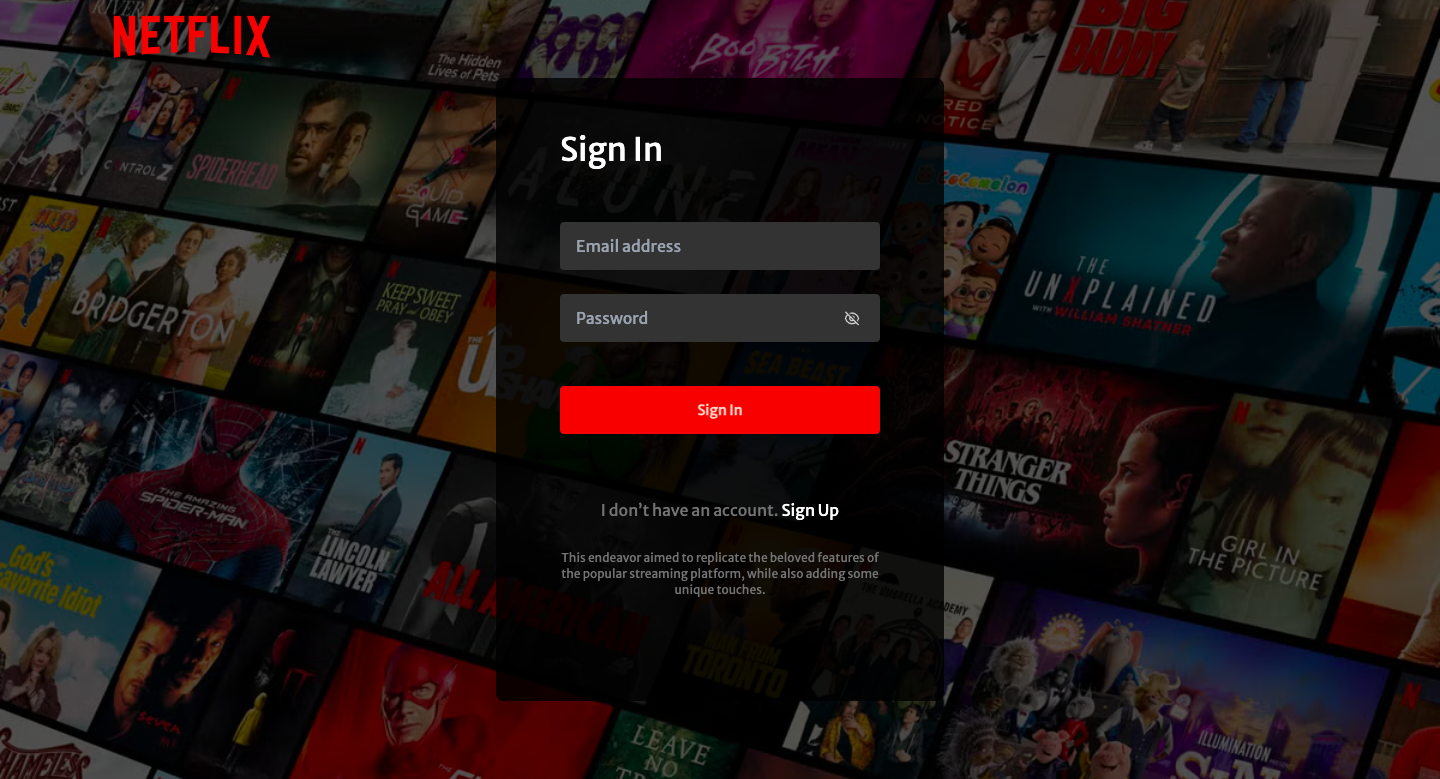 NETFLIX
The Hidden
Lives of Pets
BOO BITCH
BIG
DADDY
RED
NOTICE
CONTROL Z
SPIDERHEAD
SQUID
GAME
ALONE
CoComelon
Sign In
Email address
Password
Sign In
I don’t have an account. Sign Up
This endeavor aimed to replicate the beloved features of
the popular streaming platform, while also adding some
unique touches.
BRIDGERTON
KEEP SWEET
PRAY AND OBEY
THE
UPSHAWS
SEA BEAST
THE
UNXPLAINED
WITH WILLIAM SHATNER
STRANGER
THINGS
THE AMAZING
SPIDER-MAN
THE
LINCOLN
LAWYER
GIRL IN
THE PICTURE
God's
Favorite Idiot
ALL AMERICAN
THE UMBRELLA ACADEMY
MAN FROM
TORONTO
SEVEN
SHAMELESS
LEAVE
NO
ILLUMINATION